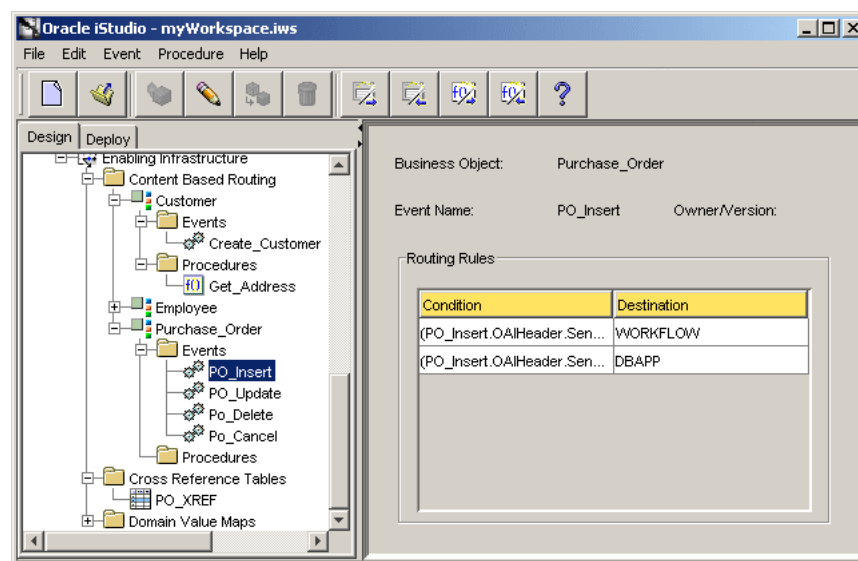 Oracle iStudio - myWorkspace.iws
File Edit Event Procedure Help
f() f() ?
Design Deploy
Enabling Infrastructure
Content Based Routing
Customer
Events
Create_Customer
Procedures
f() Get_Address
Employee
Purchase_Order
Events
PO_Insert
PO_Update
Po_Delete
Po_Cancel
Procedures
Cross Reference Tables
PO_XREF
Domain Value Maps
Business Object: Purchase_Order
Event Name: PO_Insert Owner/Version:
Routing Rules
Condition Destination
(PO_Insert.OAIHeader.Sen... WORKFLOW
(PO_Insert.OAIHeader.Sen... DBAPP